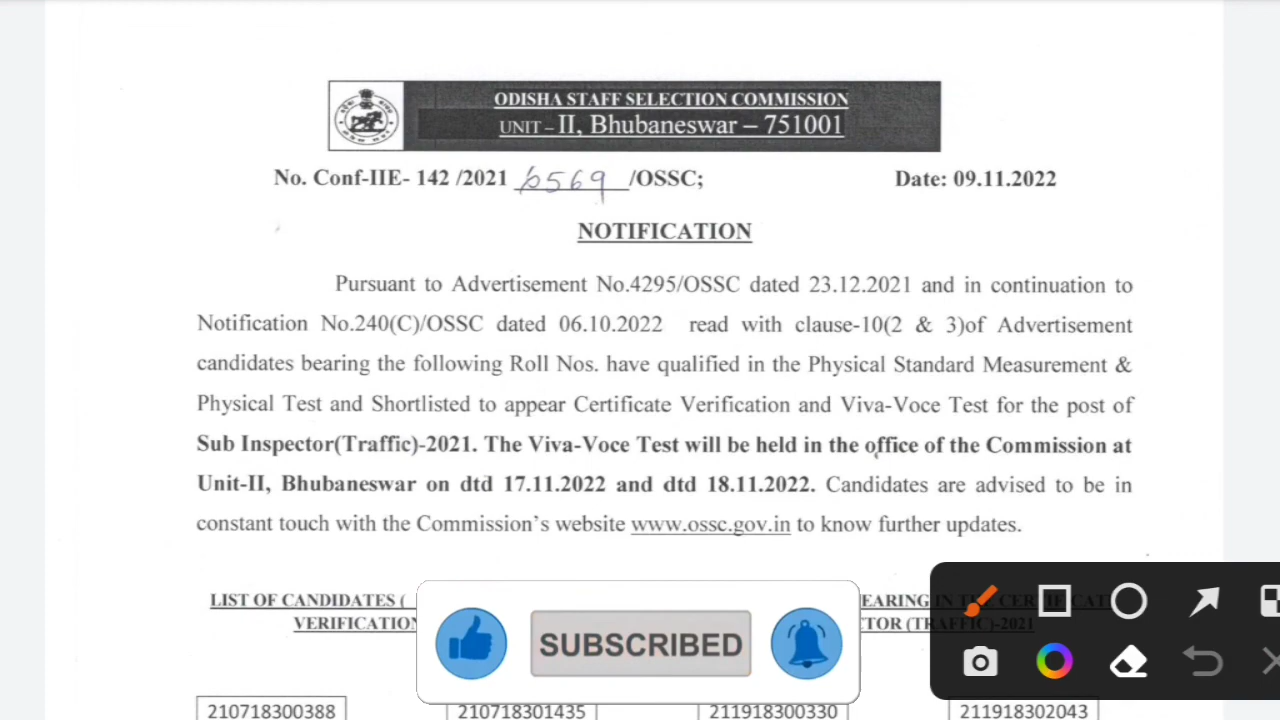 ODISHA STAFF SELECTION COMMISSION
UNIT – II, Bhubaneswar – 751001
No. Conf-IIE- 142 /2021 6569 /OSSC; Date: 09.11.2022
NOTIFICATION
Pursuant to Advertisement No.4295/OSSC dated 23.12.2021 and in continuation to
Notification No.240(C)/OSSC dated 06.10.2022 read with clause-10(2 & 3)of Advertisement
candidates bearing the following Roll Nos. have qualified in the Physical Standard Measurement &
Physical Test and Shortlisted to appear Certificate Verification and Viva-Voce Test for the post of
Sub Inspector(Traffic)-2021. The Viva-Voce Test will be held in the office of the Commission at
Unit-II, Bhubaneswar on dtd 17.11.2022 and dtd 18.11.2022. Candidates are advised to be in
constant touch with the Commission's website www.ossc.gov.in to know further updates.
LIST OF CANDIDATES ( EARING IN THE CERTIFICAT
VERIFICATION CTOR (TRAFFIC)-2021
SUBSCRIBED
210718300388 210718301435 211918300330 211918302043